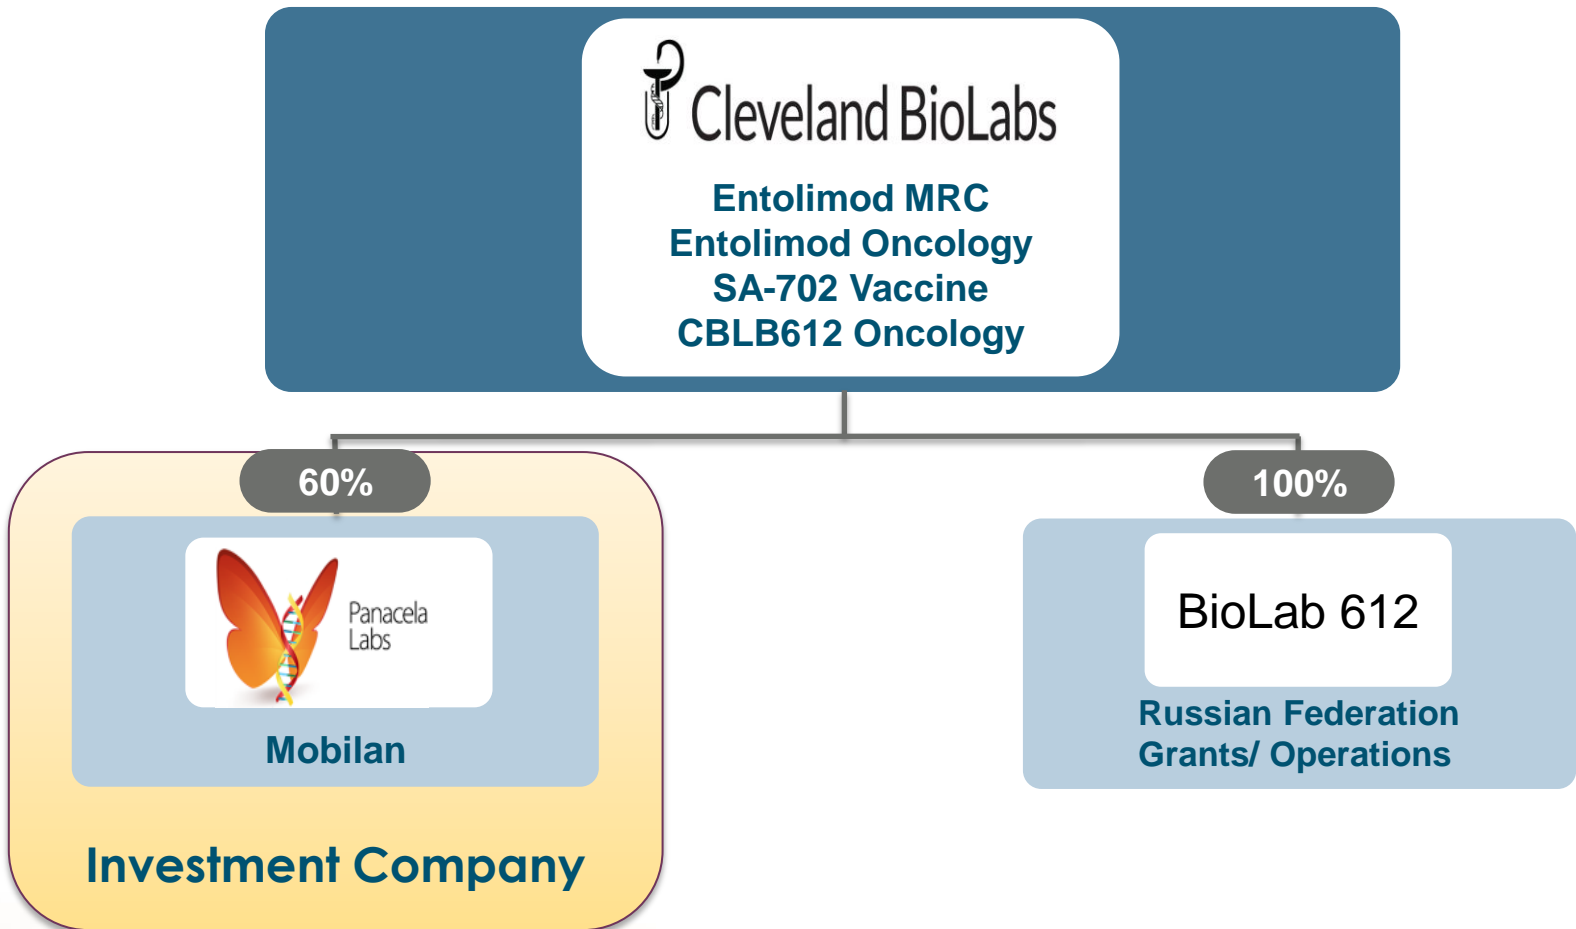 Cleveland BioLabs
Entolimod MRC
Entolimod Oncology
SA-702 Vaccine
CBLB612 Oncology
60%
100%
Panacela
Labs
Mobilan
BioLab 612
Russian Federation
Grants/ Operations
Investment Company